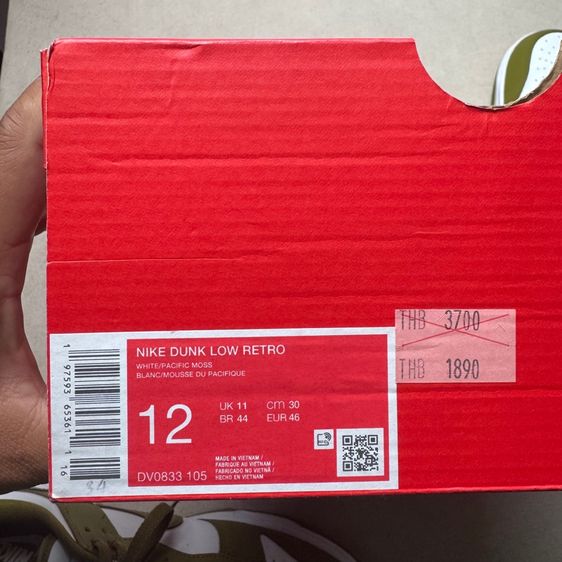 THB 3700
THB 1890
NIKE DUNK LOW RETRO
WHITE/PACIFIC MOSS
BLANC/MOUSSE DU PACIFIQUE
12
UK 11 cm 30
BR 44 EUR 46
DV0833 105
MADE IN VIETNAM /
FABRIQUE AU VIETNAM /
FABRICADO NO VIETNÃ /
HECHO EN VIETNAM
1 97593 65361 1 16
34